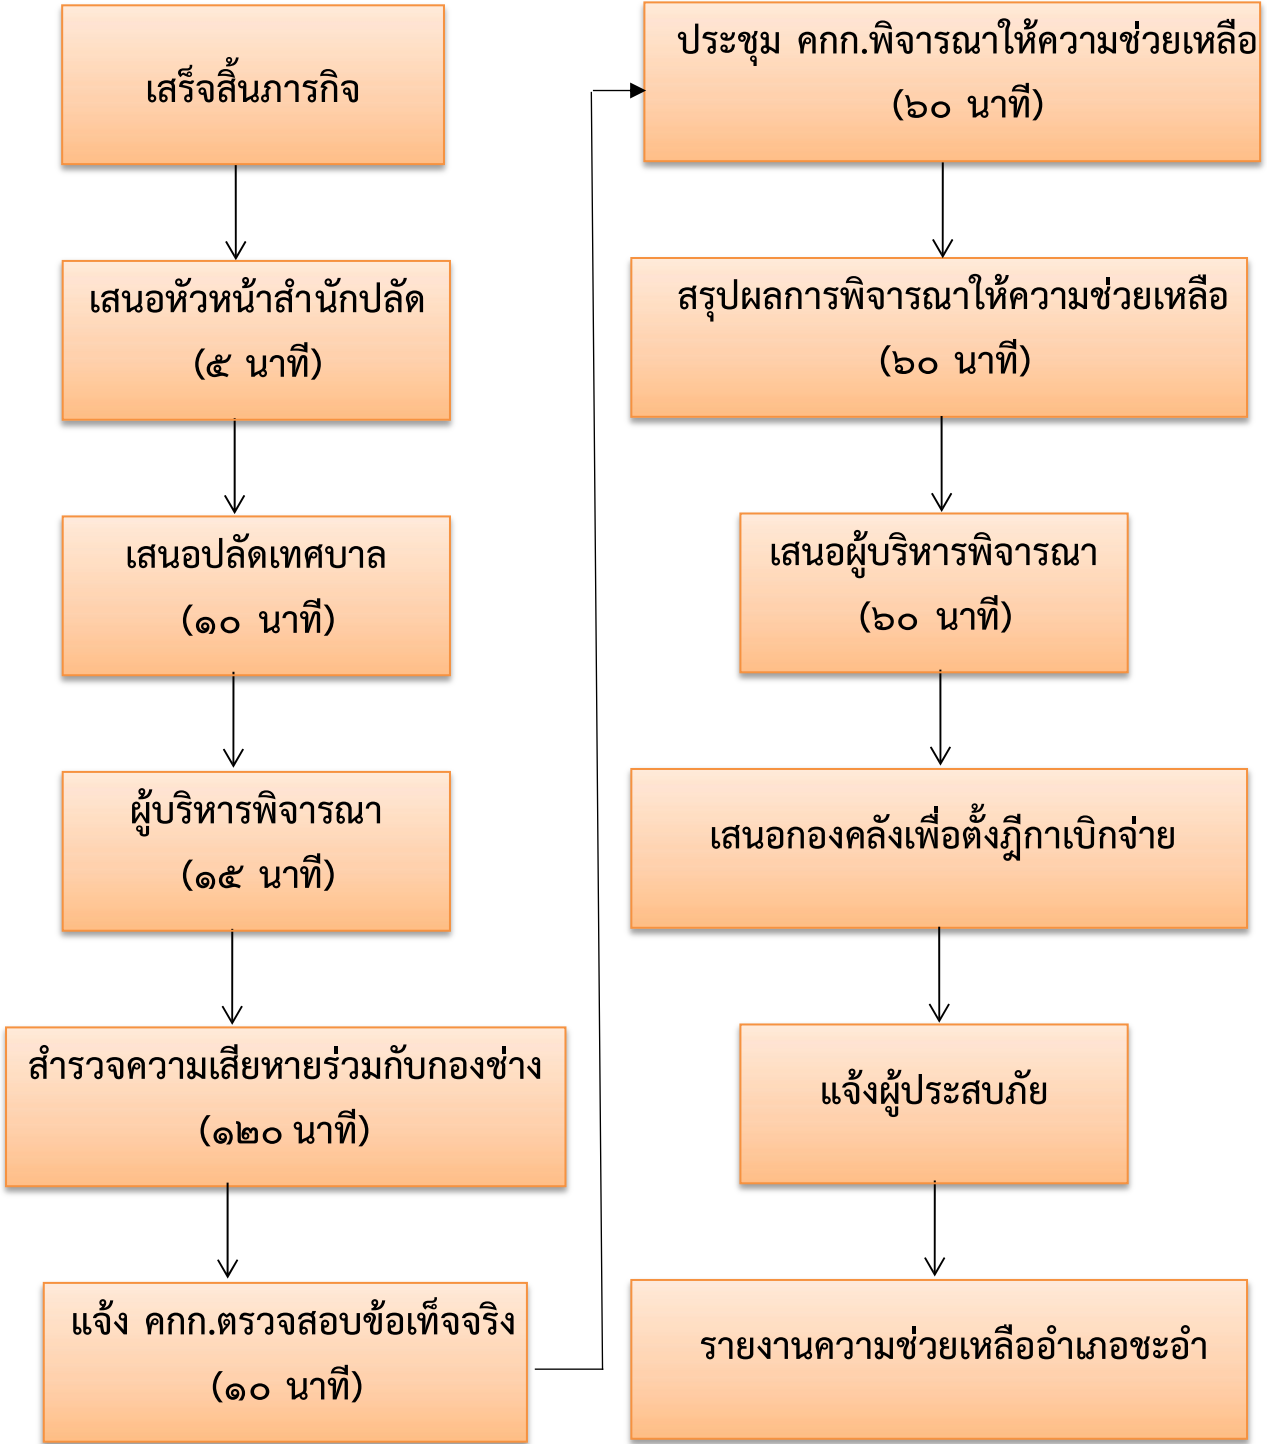 เสร็จสิ้นภารกิจ
เสนอหัวหน้าสำนักปลัด
(๕ นาที)
เสนอปลัดเทศบาล
(๑๐ นาที)
ผู้บริหารพิจารณา
(๑๕ นาที)
สำรวจความเสียหายร่วมกับกองช่าง
(๑๒๐ นาที)
แจ้ง คกก.ตรวจสอบข้อเท็จจริง
(๑๐ นาที)
ประชุม คกก.พิจารณาให้ความช่วยเหลือ
(๖๐ นาที)
สรุปผลการพิจารณาให้ความช่วยเหลือ
(๖๐ นาที)
เสนอผู้บริหารพิจารณา
(๖๐ นาที)
เสนอกองคลังเพื่อตั้งฎีกาเบิกจ่าย
แจ้งผู้ประสบภัย
รายงานความช่วยเหลืออำเภอชะอำ